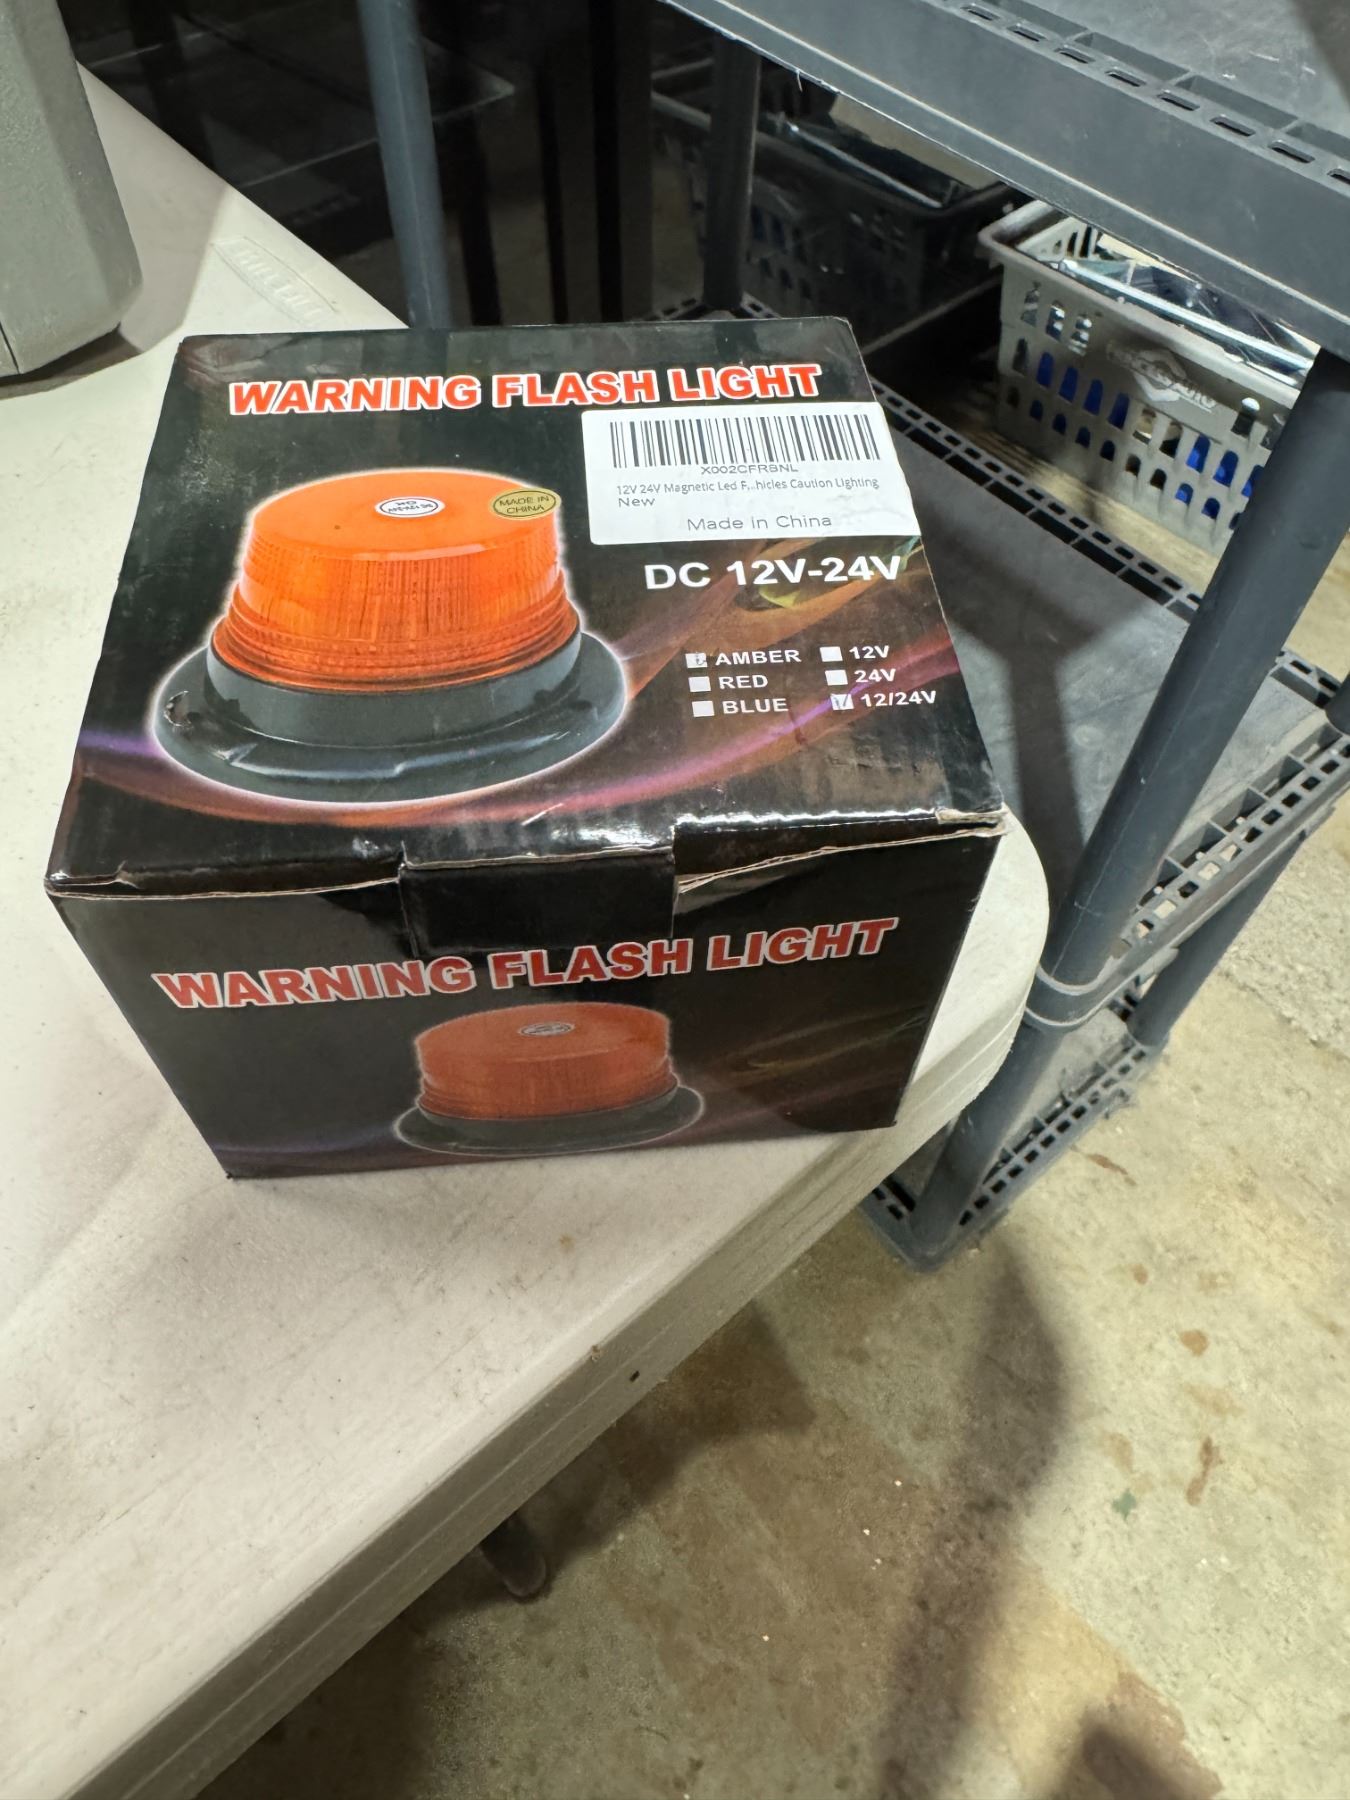 WARNING FLASH LIGHT
X002CFRBNL
12V 24V Magnetic Led F...hicles Caution Lighting,
New
Made in China
MADE IN
CHINA
DC 12V-24V
AMBER
12V
RED
24V
BLUE
12/24V
WARNING FLASH LIGHT